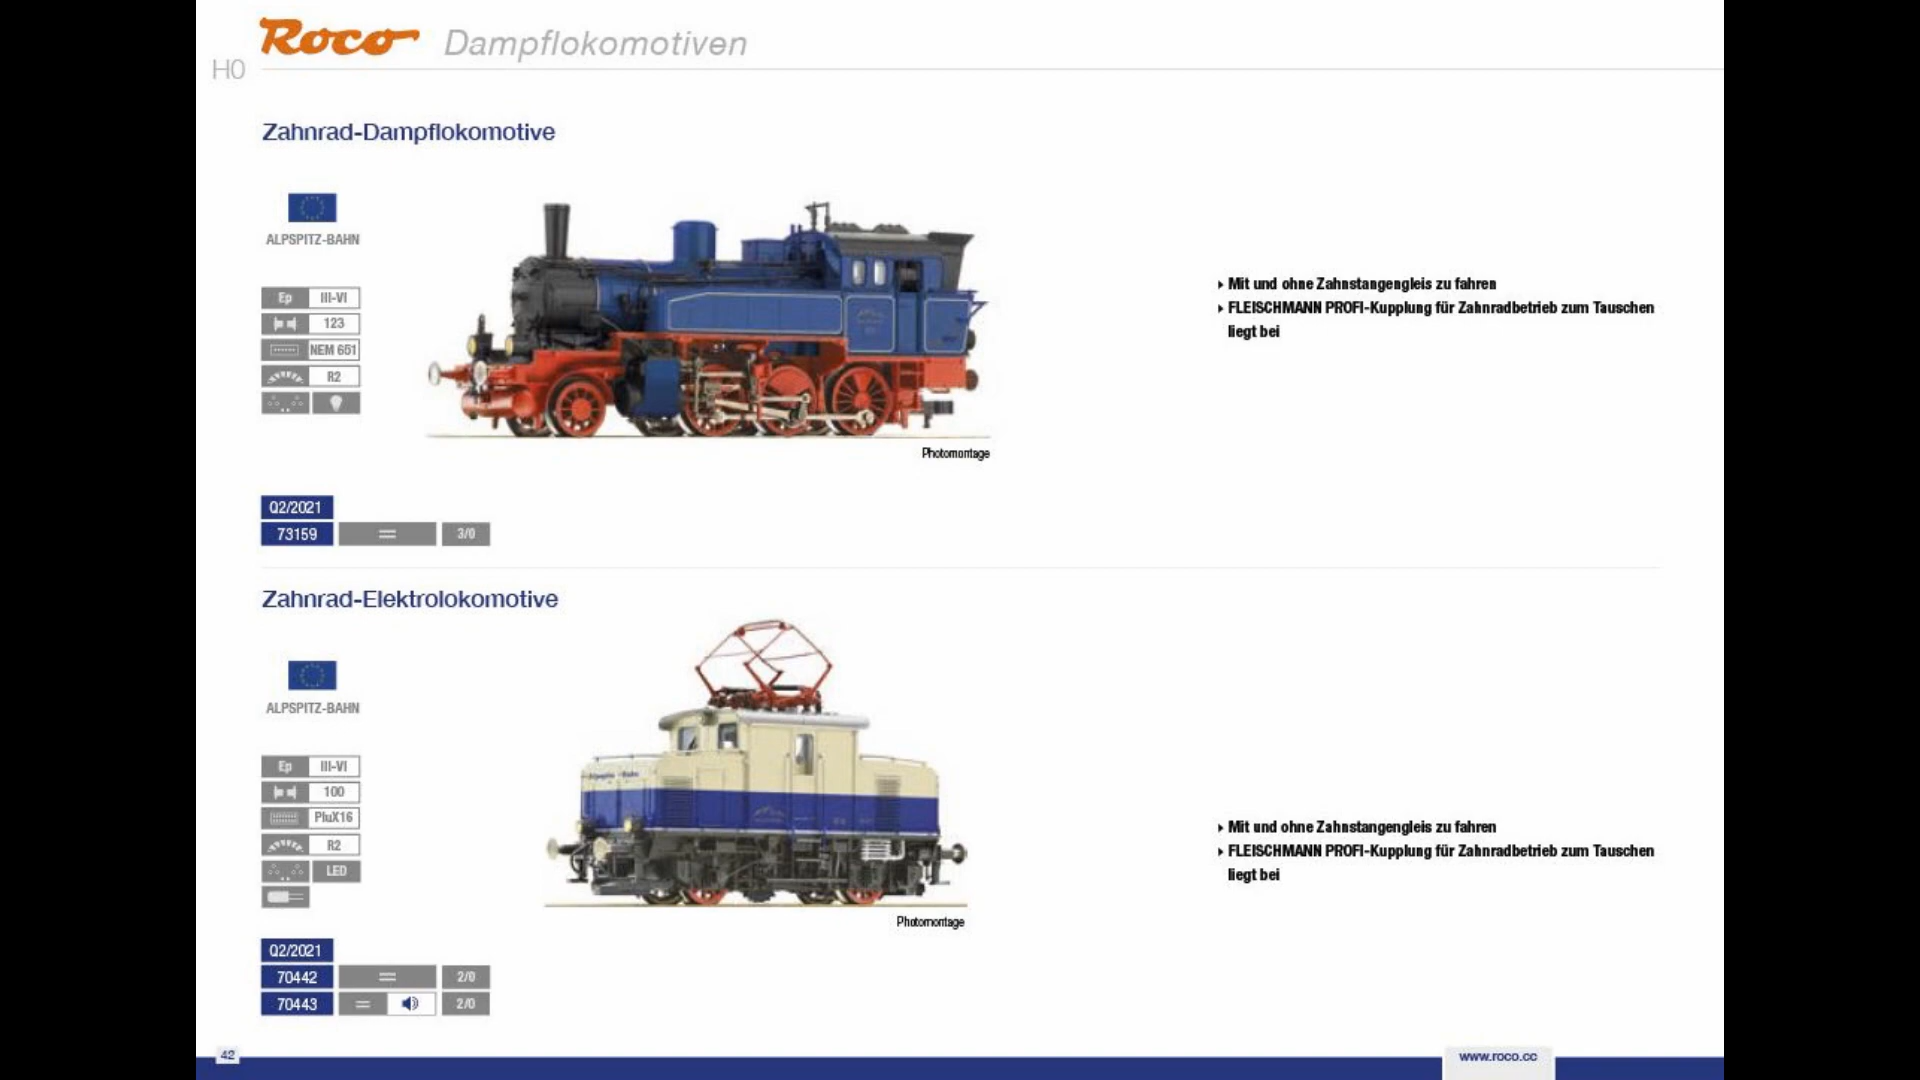 Roco Dampflokomotiven
H0
Zahnrad-Dampflokomotive
ALPSPITZ-BAHN
Ep III-VI
123
NEM 651
R2
Mit und ohne Zahnstangengleis zu fahren
FLEISCHMANN PROFI-Kupplung für Zahnradbetrieb zum Tauschen
liegt bei
Photomontage
Q2/2021
73159 = 3/0
Zahnrad-Elektrolokomotive
ALPSPITZ-BAHN
Ep III-VI
100
PluX16
R2
LED
Mit und ohne Zahnstangengleis zu fahren
FLEISCHMANN PROFI-Kupplung für Zahnradbetrieb zum Tauschen
liegt bei
Photomontage
Q2/2021
70442 = 2/0
70443 = 2/0
42
www.roco.cc